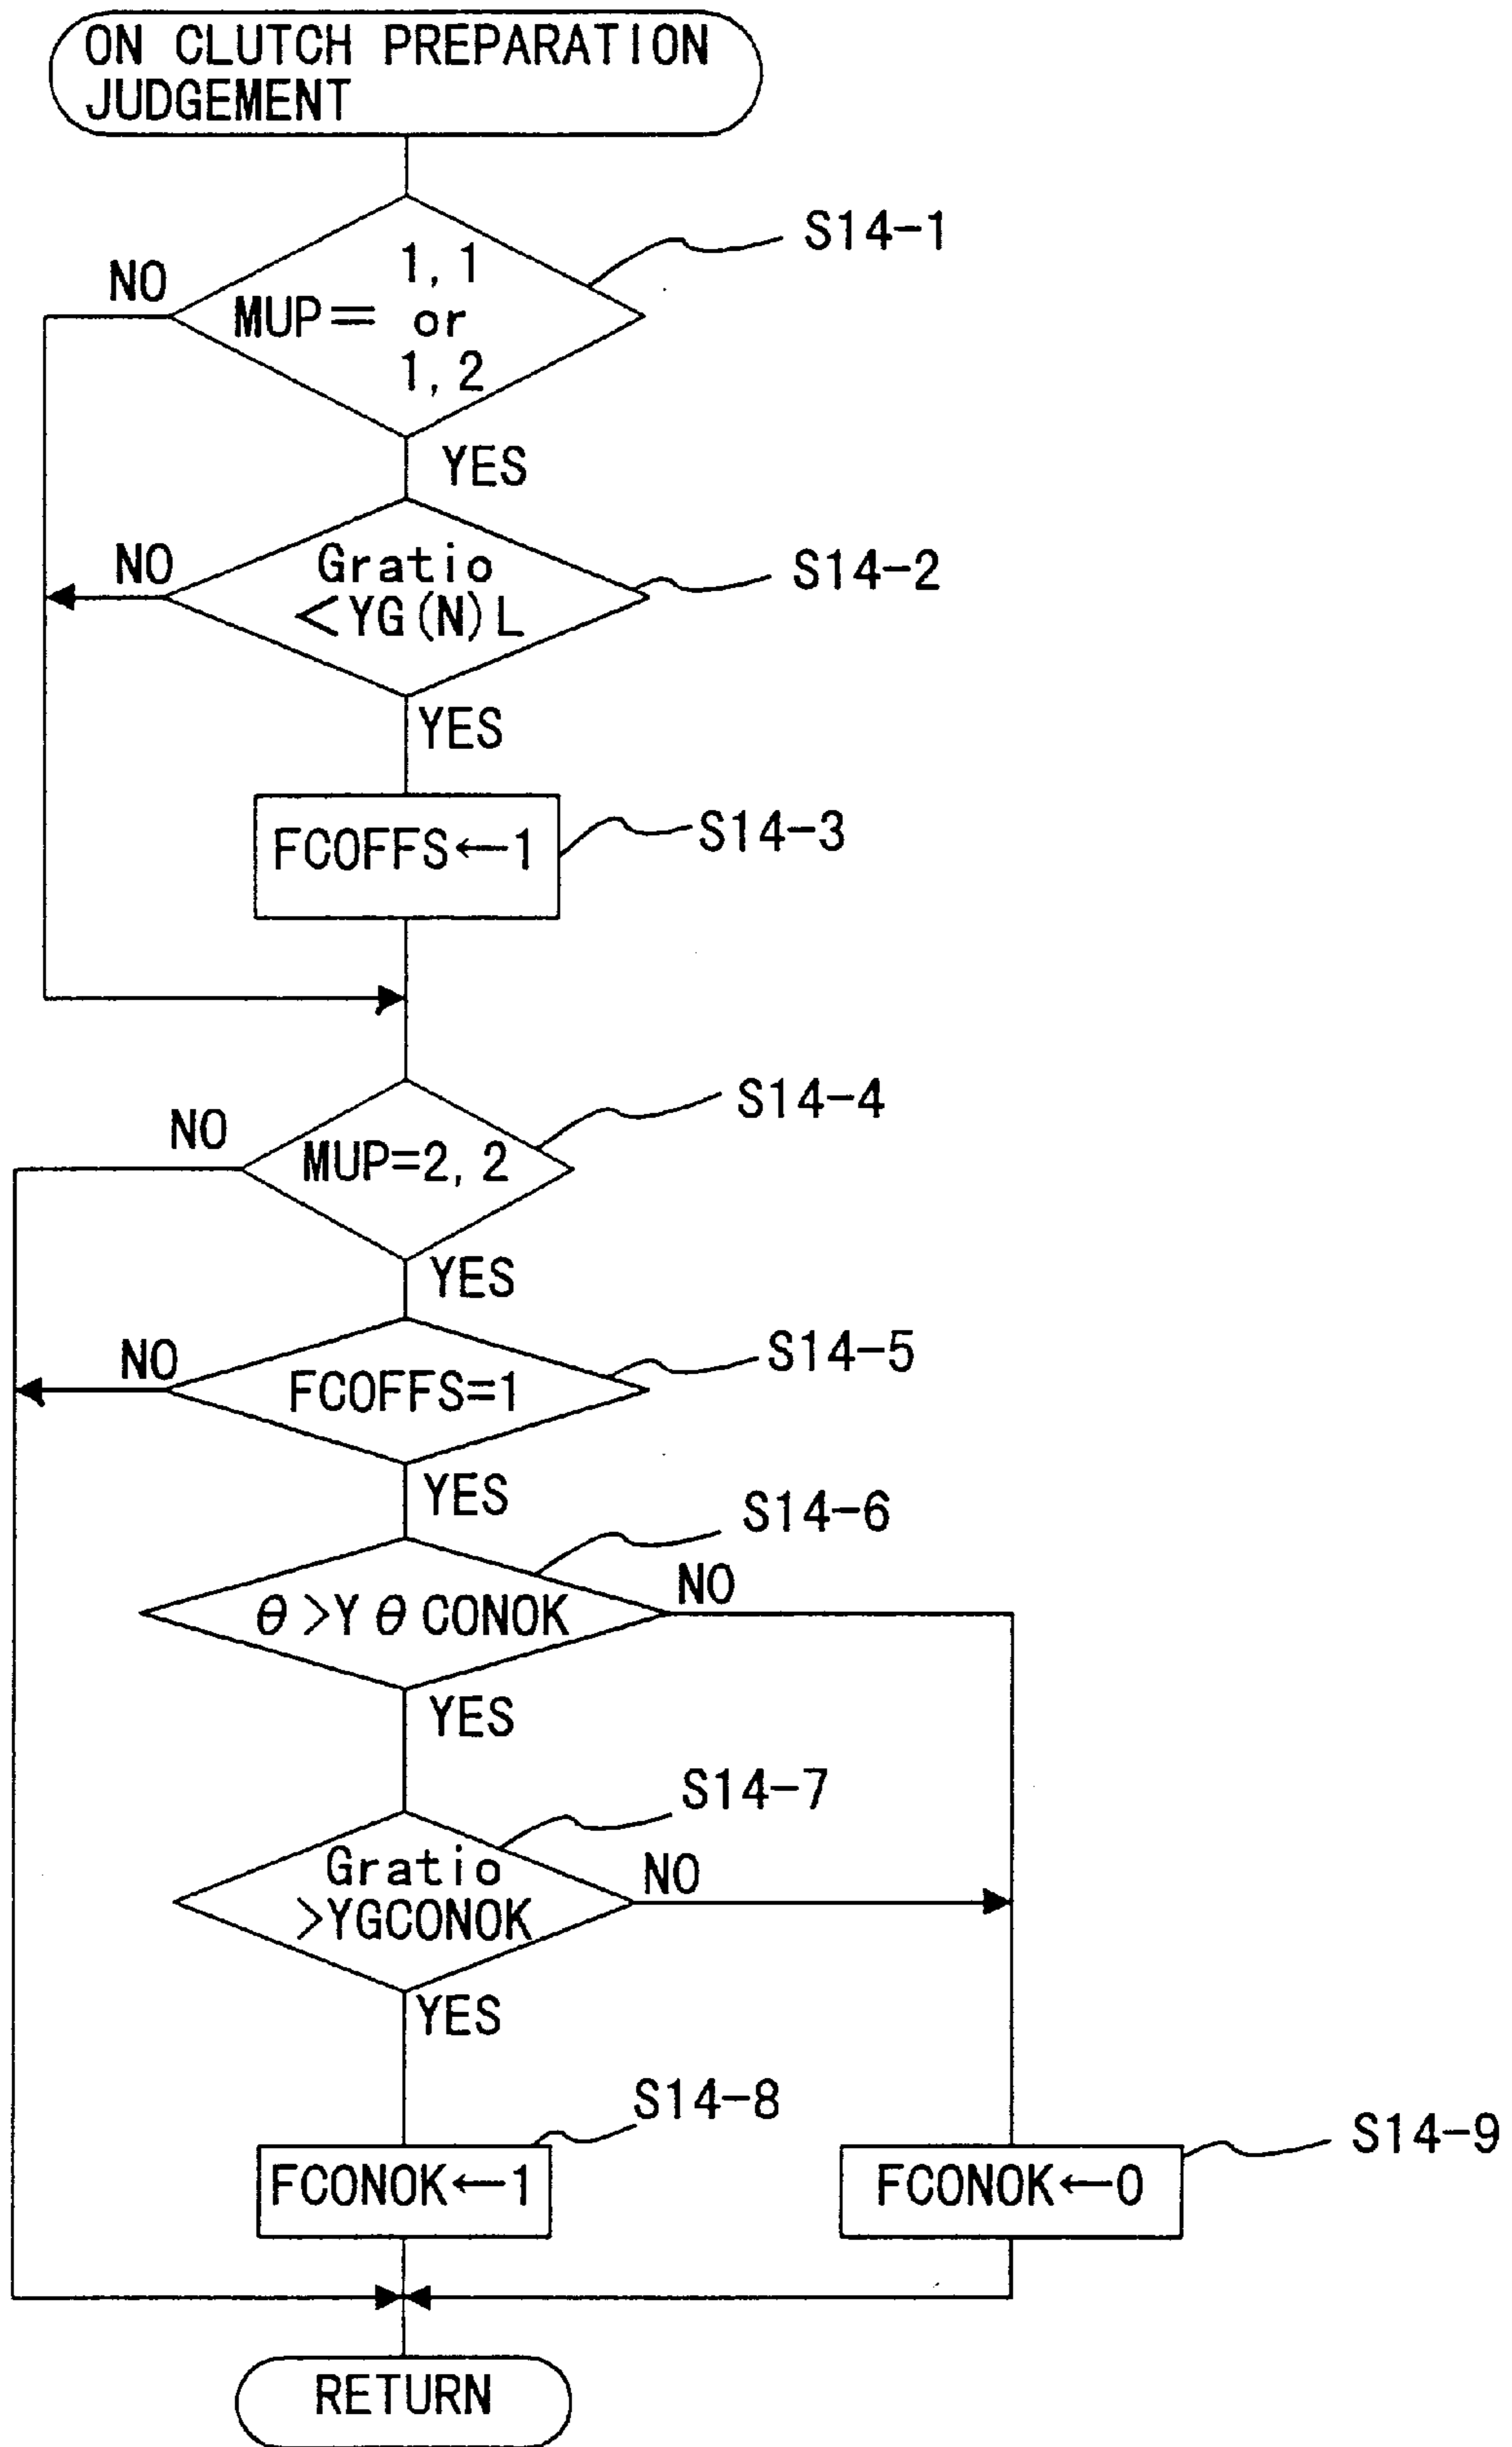 ON CLUTCH PREPARATION
JUDGEMENT
S14-1
NO
1, 1
MUP= or
1, 2
YES
S14-2
NO
Gratio
<YG(N)L
YES
S14-3
FCOFFS←1
S14-4
NO
MUP=2, 2
YES
S14-5
NO
FCOFFS=1
YES
S14-6
NO
θ>YθCONOK
YES
S14-7
Gratio
NO
>YGCONOK
YES
S14-8
S14-9
FCONOK←1
FCONOK←0
RETURN